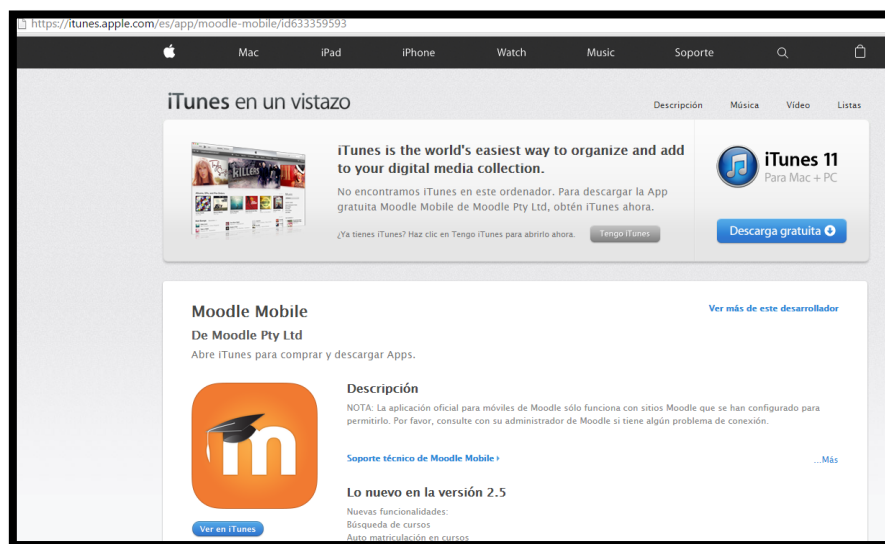 https://itunes.apple.com/es/app/moodle-mobile/id633359593
Mac iPad iPhone Watch Music Soporte
iTunes en un vistazo
Descripción Música Vídeo Listas
iTunes is the world's easiest way to organize and add
to your digital media collection.
No encontramos iTunes en este ordenador. Para descargar la App
gratuita Moodle Mobile de Moodle Pty Ltd, obtén iTunes ahora.
¿Ya tienes iTunes? Haz clic en Tengo iTunes para abrirlo ahora. Tengo iTunes
iTunes 11
Para Mac + PC
Descarga gratuita
KILLERS
Moodle Mobile
Ver más de este desarrollador
De Moodle Pty Ltd
Abre iTunes para comprar y descargar Apps.
m
Ver en iTunes
Descripción
NOTA: La aplicación oficial para móviles de Moodle sólo funciona con sitios Moodle que se han configurado para
permitirlo. Por favor, consulte con su administrador de Moodle si tiene algún problema de conexión.
Soporte técnico de Moodle Mobile ...Más
Lo nuevo en la versión 2.5
Nuevas funcionalidades:
Búsqueda de cursos
Auto matriculación en cursos